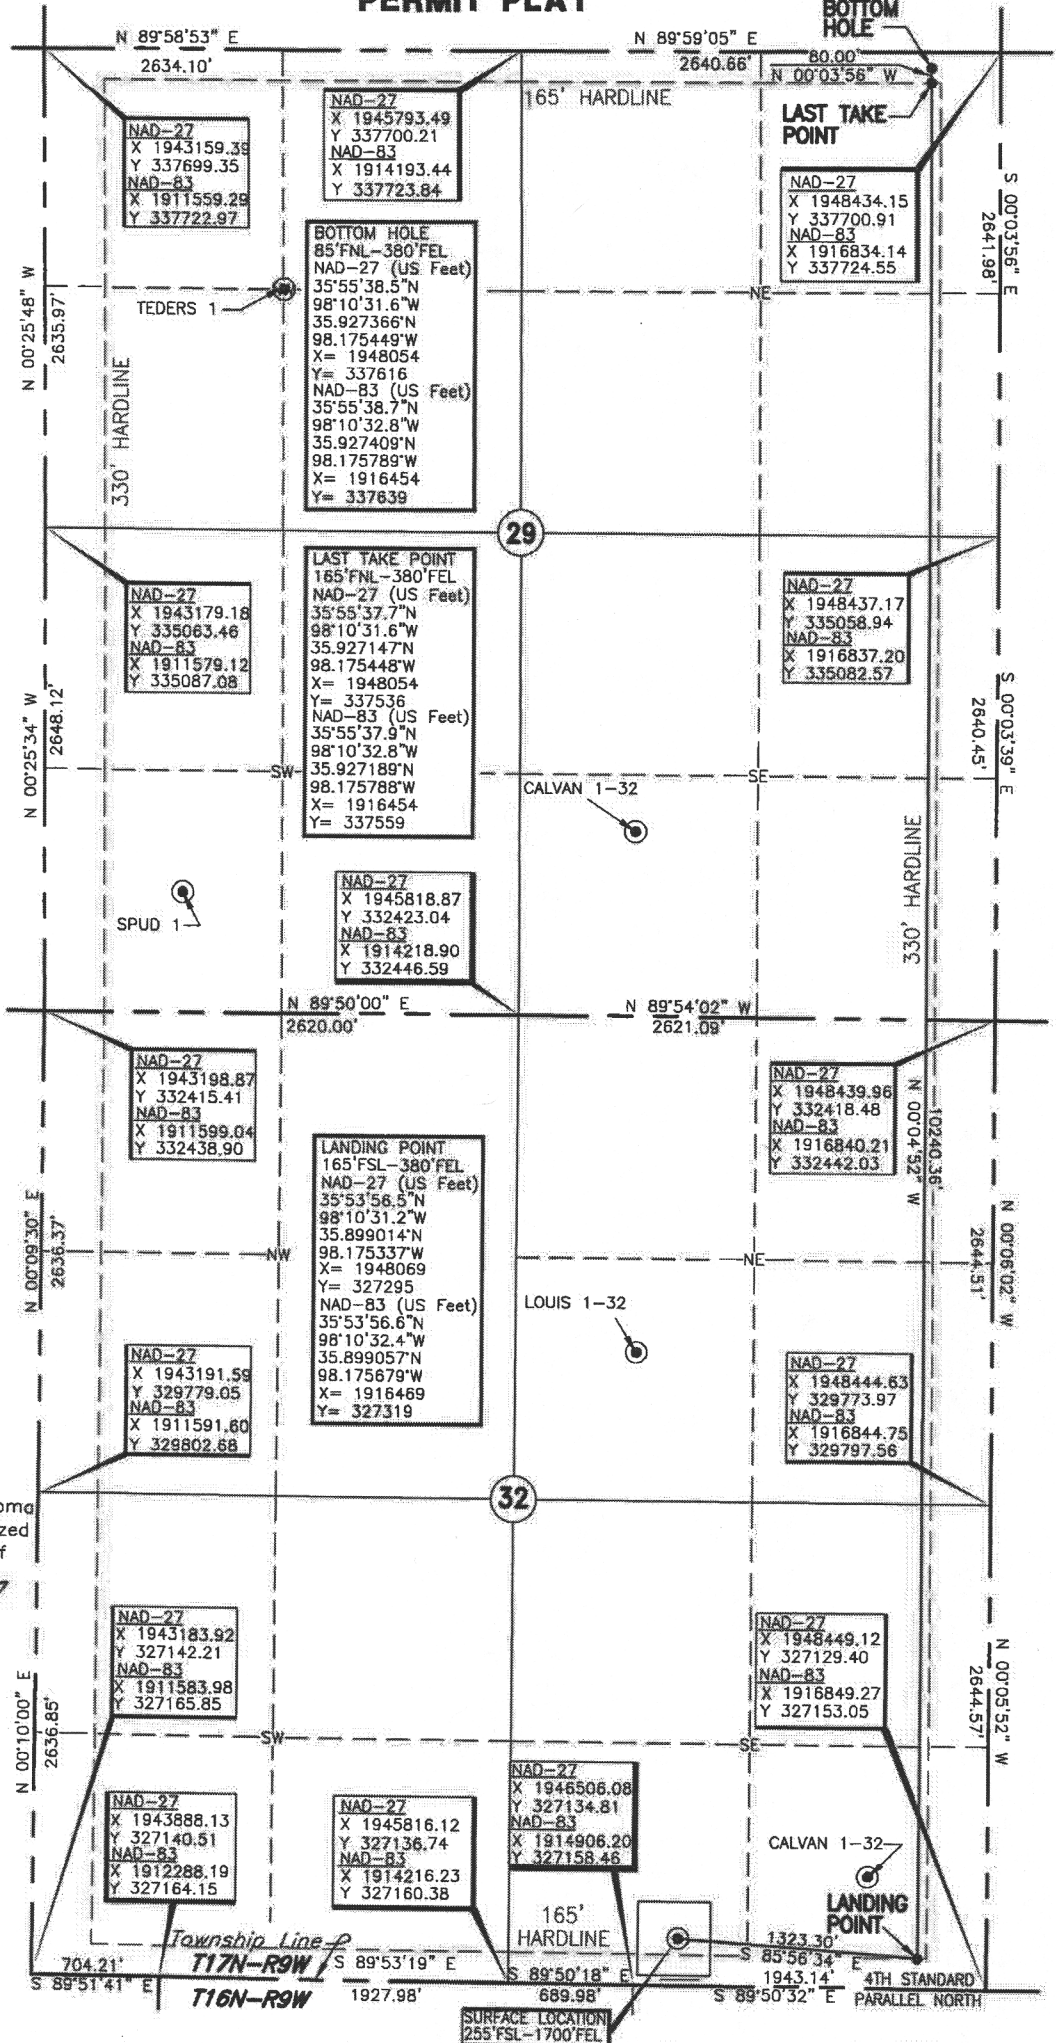 PERMIT PLAT
BOTTOM
HOLE
N 89°58'53" E
2634.10'
N 89°59'05" E
2640.66'
80.00'
N 00°03'56" W
165' HARDLINE
LAST TAKE
POINT
NAD-27
X 1943159.39
Y 337699.35
NAD-83
X 1911559.29
Y 337722.97
NAD-27
X 1945793.49
Y 337700.21
NAD-83
X 1914193.44
Y 337723.84
NAD-27
X 1948434.15
Y 337700.91
NAD-83
X 1916834.14
Y 337724.55
S 00°03'56" E
2641.98'
N 00°25'48" W
2635.97'
TEDERS 1
BOTTOM HOLE
85'FNL-380'FEL
NAD-27 (US Feet)
35°55'38.5"N
98°10'31.6"W
35.927366°N
98.175449°W
X= 1948054
Y= 337616
NAD-83 (US Feet)
35°55'38.7"N
98°10'32.8"W
35.927409°N
98.175789°W
X= 1916454
Y= 337639
NE
330' HARDLINE
29
LAST TAKE POINT
165'FNL-380'FEL
NAD-27 (US Feet)
35°55'37.7"N
98°10'31.6"W
35.927147°N
98.175448°W
X= 1948054
Y= 337536
NAD-83 (US Feet)
35°55'37.9"N
98°10'32.8"W
35.927189°N
98.175788°W
X= 1916454
Y= 337559
NAD-27
X 1943179.18
Y 335063.46
NAD-83
X 1911579.12
Y 335087.08
NAD-27
X 1948437.17
Y 335058.94
NAD-83
X 1916837.20
Y 335082.57
N 00°25'34" W
2648.12'
S 00°03'39" E
2640.45'
SW
SE
CALVAN 1-32
330' HARDLINE
SPUD 1
NAD-27
X 1945818.87
Y 332423.04
NAD-83
X 1914218.90
Y 332446.59
N 89°50'00" E
2620.00'
N 89°54'02" W
2621.09'
NAD-27
X 1943198.87
Y 332415.41
NAD-83
X 1911599.04
Y 332438.90
NAD-27
X 1948439.96
Y 332418.48
NAD-83
X 1916840.21
Y 332442.03
N 00°04'52" W
10240.36'
LANDING POINT
165'FSL-380'FEL
NAD-27 (US Feet)
35°53'56.5"N
98°10'31.2"W
35.899014°N
98.175337°W
X= 1948069
Y= 327295
NAD-83 (US Feet)
35°53'56.6"N
98°10'32.4"W
35.899057°N
98.175679°W
X= 1916469
Y= 327319
N 00°09'30" E
2636.37'
N 00°06'02" W
2644.51'
NW
NE
LOUIS 1-32
NAD-27
X 1943191.59
Y 329779.05
NAD-83
X 1911591.60
Y 329802.68
NAD-27
X 1948444.63
Y 329773.97
NAD-83
X 1916844.75
Y 329797.56
32
oma
zed
f
7
NAD-27
X 1943183.92
Y 327142.21
NAD-83
X 1911583.98
Y 327165.85
NAD-27
X 1948449.12
Y 327129.40
NAD-83
X 1916849.27
Y 327153.05
N 00°10'00" E
2636.85'
N 00°05'52" W
2644.57'
SW
SE
NAD-27
X 1943888.13
Y 327140.51
NAD-83
X 1912288.19
Y 327164.15
NAD-27
X 1945816.12
Y 327136.74
NAD-83
X 1914216.23
Y 327160.38
NAD-27
X 1946506.08
Y 327134.81
NAD-83
X 1914906.20
Y 327158.46
CALVAN 1-32
LANDING
POINT
165'
HARDLINE
1323.30'
S 85°56'34" E
Township Line
T17N-R9W
T16N-R9W
704.21'
S 89°51'41" E
S 89°53'19" E
1927.98'
S 89°50'18" E
689.98'
1943.14'
S 89°50'32" E
4TH STANDARD
PARALLEL NORTH
SURFACE LOCATION
255'FSL-1700'FEL